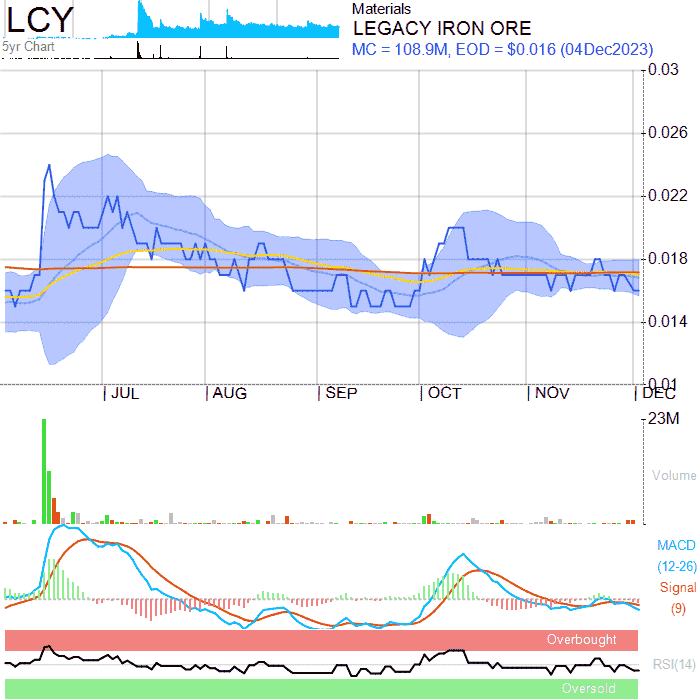 LCY
5yr Chart
Materials
LEGACY IRON ORE
MC = 108.9M, EOD = $0.016 (04Dec2023)
0.03
0.026
0.022
0.018
0.014
0.01
JUL AUG SEP OCT NOV DEC
23M
Volume
MACD
(12-26)
Signal
(9)
Overbought
RSI(14)
Oversold